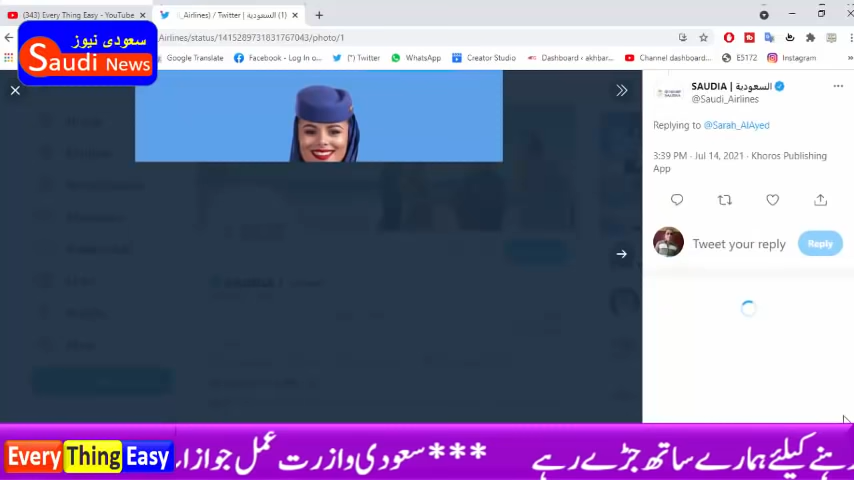 (343) Every Thing Easy - YouTube
Airlines) / Twitter | السعودية (1)
سعودی نیوز
Saudi News
_Airlines/status/1415289731831767043/photo/1
Google Translate
Facebook - Log In o...
(") Twitter
WhatsApp
Creator Studio
Dashboard ‹ akhbar...
Channel dashboard...
E5172
Instagram
SAUDIA | السعودية
@Saudi_Airlines
Replying to @Sarah_AlAyed
3:39 PM · Jul 14, 2021 · Khoros Publishing
App
Tweet your reply
Reply
Every Thing Easy
رہنے کیلئے ہمارے ساتھ جڑے رہے *** سعودی وزارت عمل جوازات